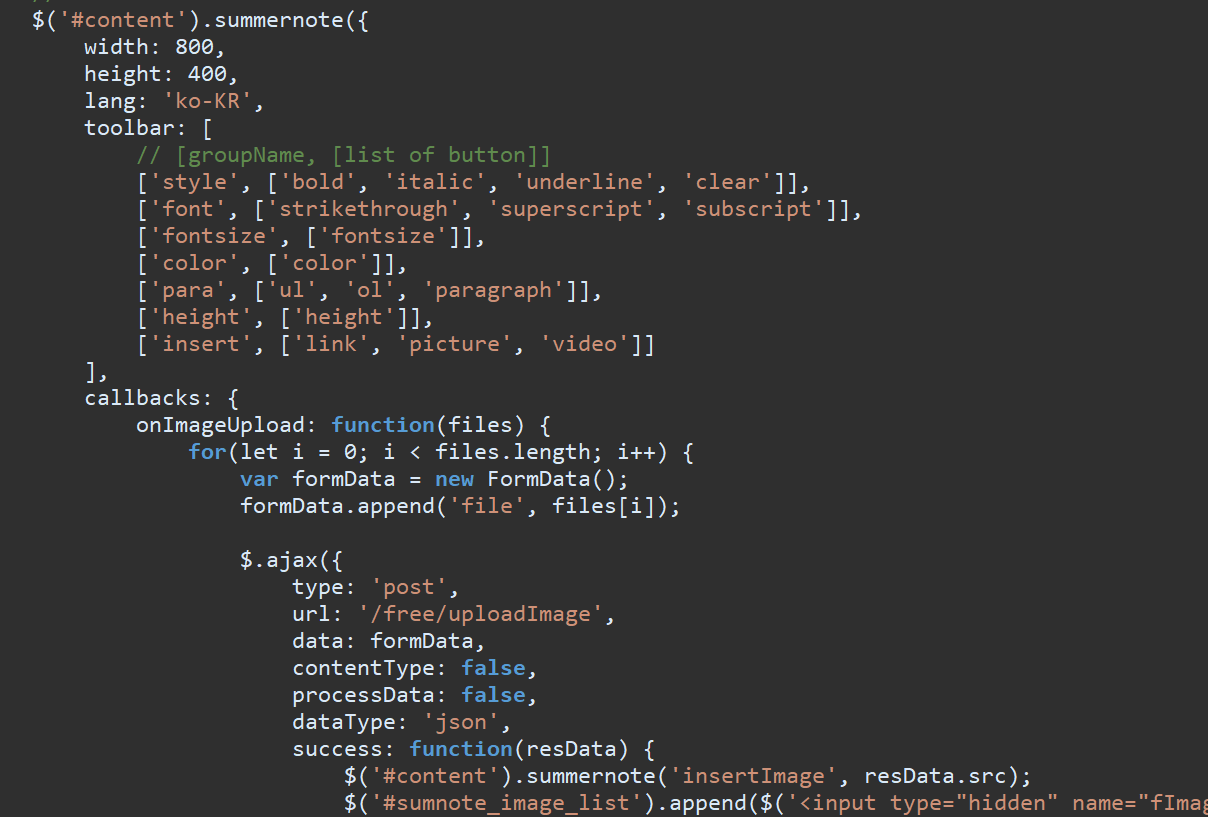 $('#content').summernote({
    width: 800,
    height: 400,
    lang: 'ko-KR',
    toolbar: [
        // [groupName, [list of button]]
        ['style', ['bold', 'italic', 'underline', 'clear']],
        ['font', ['strikethrough', 'superscript', 'subscript']],
        ['fontsize', ['fontsize']],
        ['color', ['color']],
        ['para', ['ul', 'ol', 'paragraph']],
        ['height', ['height']],
        ['insert', ['link', 'picture', 'video']]
    ],
    callbacks: {
        onImageUpload: function(files) {
            for(let i = 0; i < files.length; i++) {
                var formData = new FormData();
                formData.append('file', files[i]);

                $.ajax({
                    type: 'post',
                    url: '/free/uploadImage',
                    data: formData,
                    contentType: false,
                    processData: false,
                    dataType: 'json',
                    success: function(resData) {
                        $('#content').summernote('insertImage', resData.src);
                        $('#sumnote_image_list').append($('<input type="hidden" name="fImag